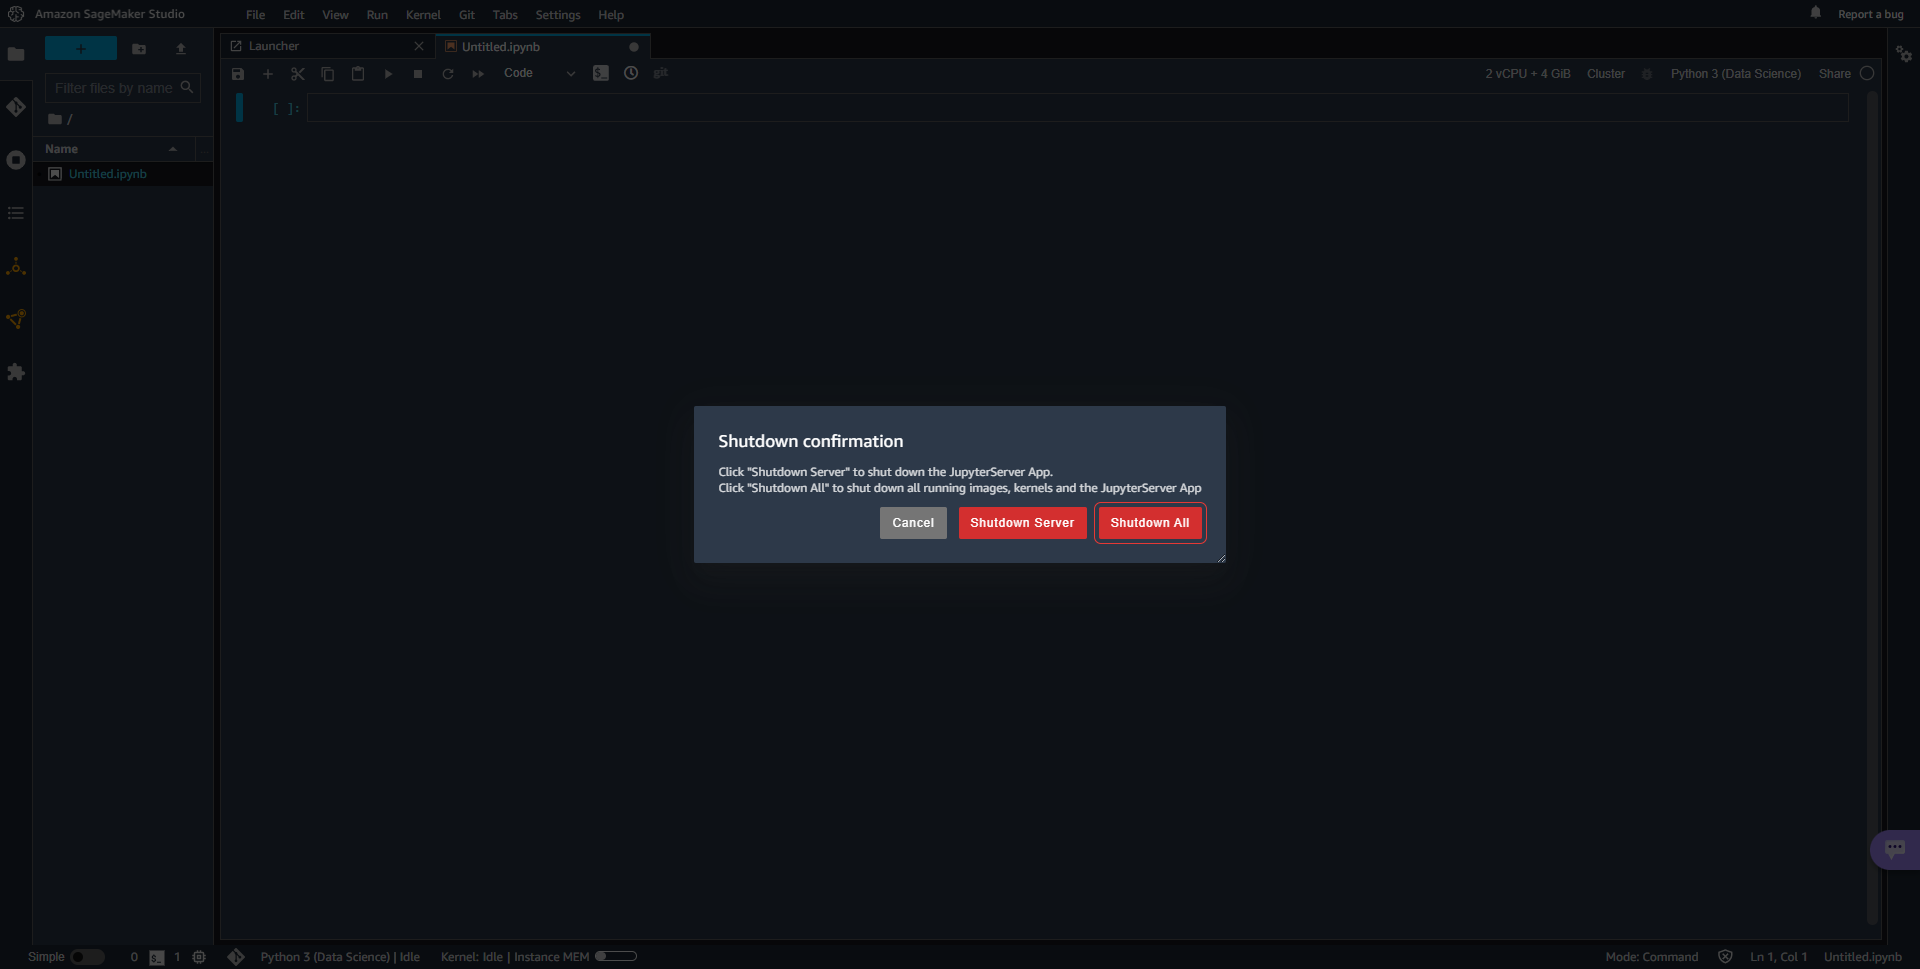 Amazon SageMaker Studio
File Edit View Run Kernel Git Tabs Settings Help
Report a bug
Launcher
Untitled.ipynb
Code
git
2 vCPU + 4 GiB Cluster Python 3 (Data Science) Share
Filter files by name
/
Name
Untitled.ipynb
[ ]:
Shutdown confirmation
Click "Shutdown Server" to shut down the JupyterServer App.
Click "Shutdown All" to shut down all running images, kernels and the JupyterServer App
Cancel Shutdown Server Shutdown All
Simple 0 $_ 1 Python 3 (Data Science) | Idle Kernel: Idle | Instance MEM Mode: Command Ln 1, Col 1 Untitled.ipynb